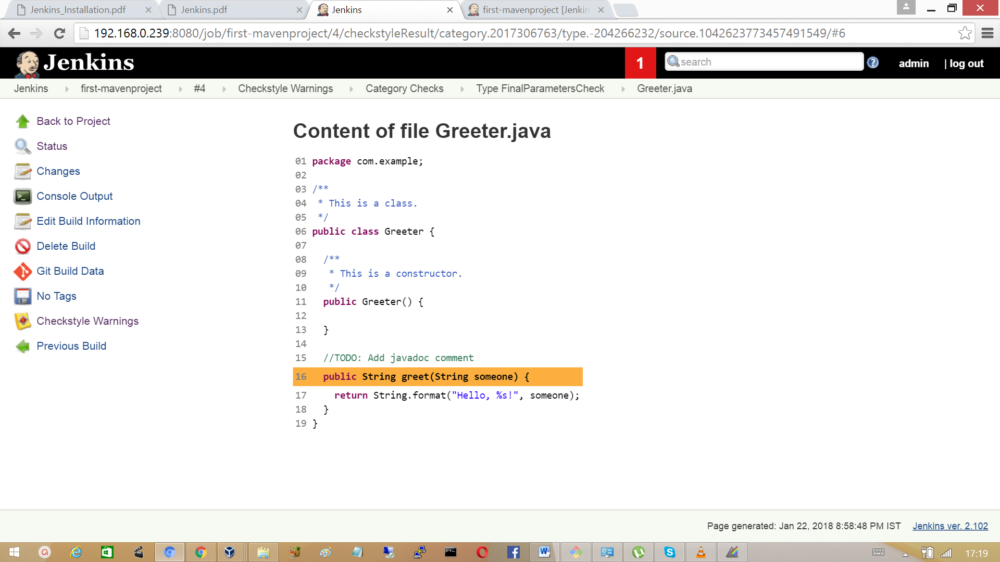 Jenkins_Installation.pdf
Jenkins.pdf
Jenkins
first-mavenproject [Jenkin
192.168.0.239:8080/job/first-mavenproject/4/checkstyleResult/category.2017306763/type.-204266232/source.1042623773457491549/#6
Jenkins
1
search
?
admin
| log out
Jenkins
first-mavenproject
#4
Checkstyle Warnings
Category Checks
Type FinalParametersCheck
Greeter.java
Back to Project
Status
Changes
Console Output
Edit Build Information
Delete Build
Git Build Data
No Tags
Checkstyle Warnings
Previous Build
Content of file Greeter.java
01 package com.example;
02
03 /**
04  * This is a class.
05  */
06 public class Greeter {
07
08   /**
09    * This is a constructor.
10    */
11   public Greeter() {
12
13   }
14
15   //TODO: Add javadoc comment
16   public String greet(String someone) {
17     return String.format("Hello, %s!", someone);
18   }
19 }
Page generated: Jan 22, 2018 8:58:48 PM IST
Jenkins ver. 2.102
17:19